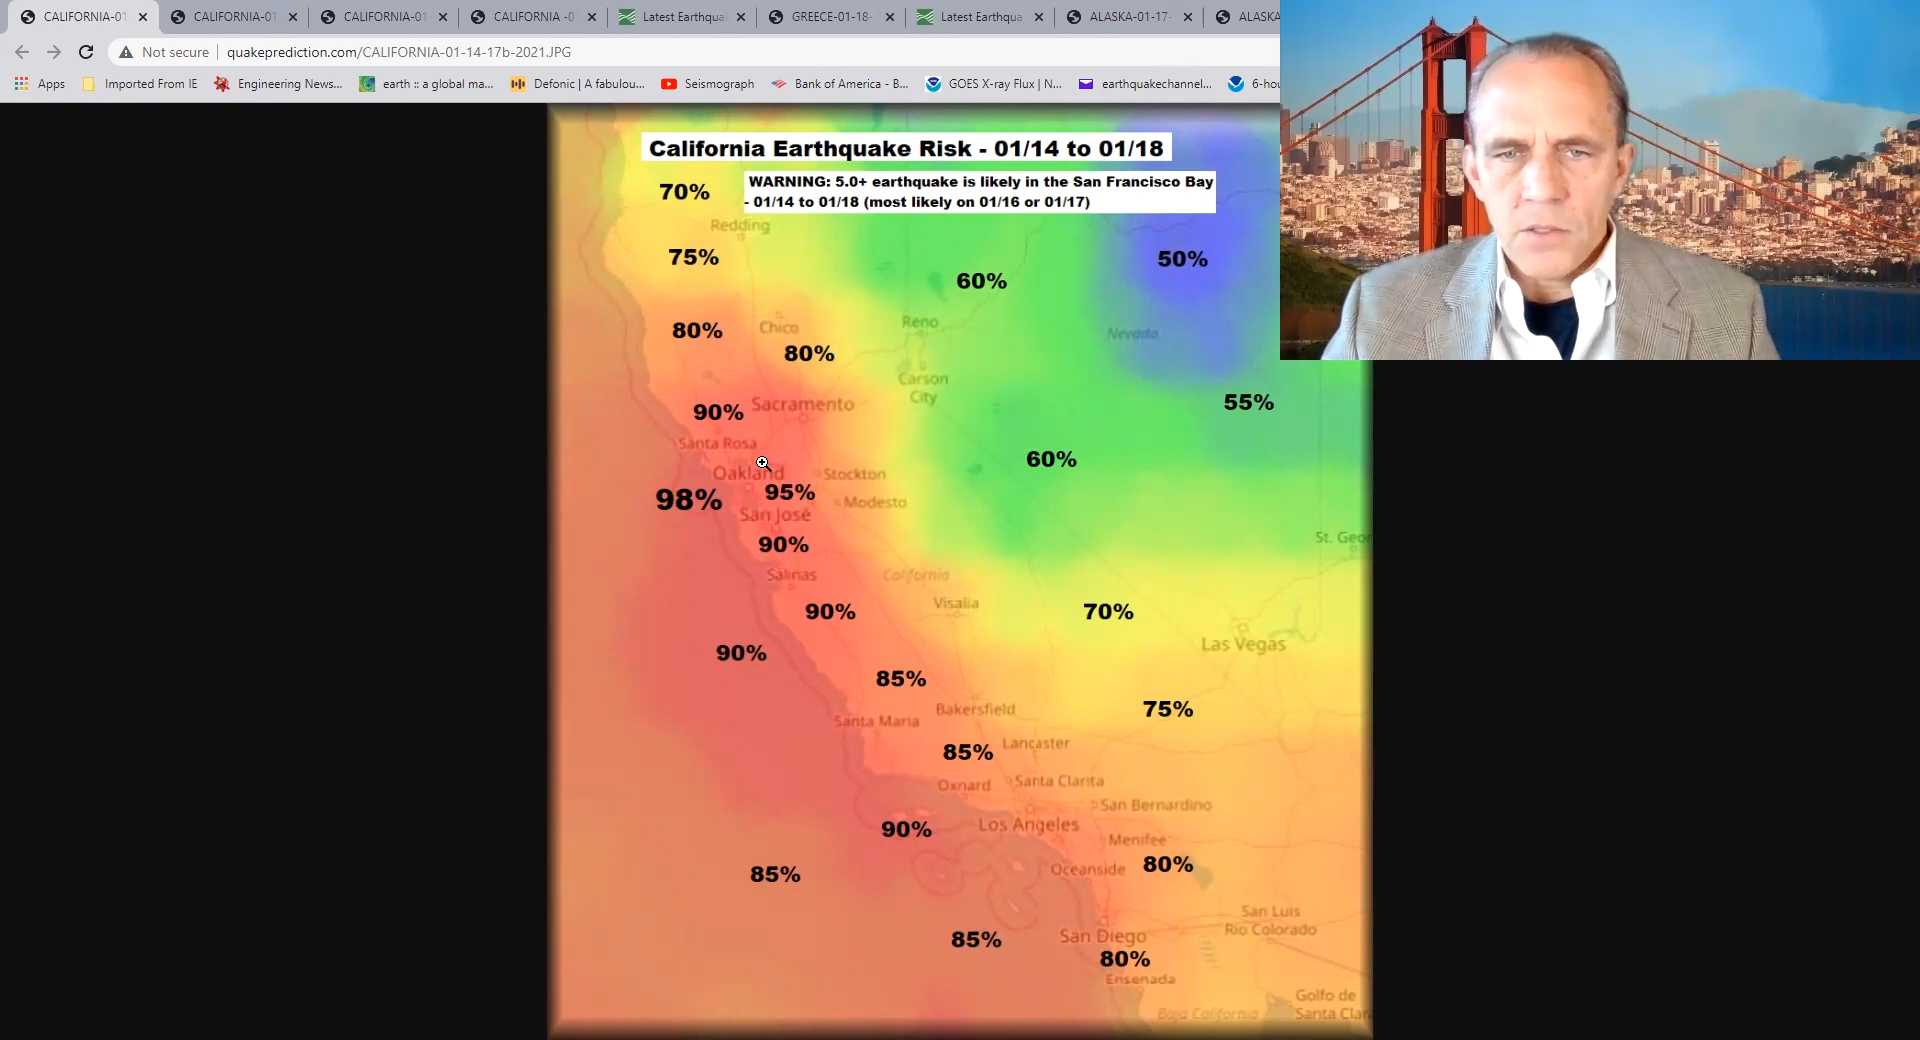 CALIFORNIA-01
CALIFORNIA-01
CALIFORNIA-01
CALIFORNIA -0
Latest Earthqua
GREECE-01-18-
Latest Earthqua
ALASKA-01-17-
ALASKA
Not secure
quakeprediction.com/CALIFORNIA-01-14-17b-2021.JPG
Apps
Imported From IE
Engineering News...
earth :: a global ma...
Defonic | A fabulou...
Seismograph
Bank of America - B...
GOES X-ray Flux | N...
earthquakechannel...
6-hou
California Earthquake Risk - 01/14 to 01/18
WARNING: 5.0+ earthquake is likely in the San Francisco Bay
- 01/14 to 01/18 (most likely on 01/16 or 01/17)
70%
Redding
75%
50%
60%
Reno
Chico
80%
Nevada
80%
Carson
City
55%
90%
Sacramento
Santa Rosa
60%
Oakland
Stockton
98%
95%
Modesto
San José
St. Geor
90%
Salinas
California
Visalia
90%
70%
Las Vegas
90%
85%
Bakersfield
75%
Santa Maria
Lancaster
85%
Oxnard
Santa Clarita
San Bernardino
90%
Los Angeles
Menifee
Oceanside
80%
85%
San Luis
Rio Colorado
85%
San Diego
80%
Ensenada
Golfo de
Santa Clar
Baja California